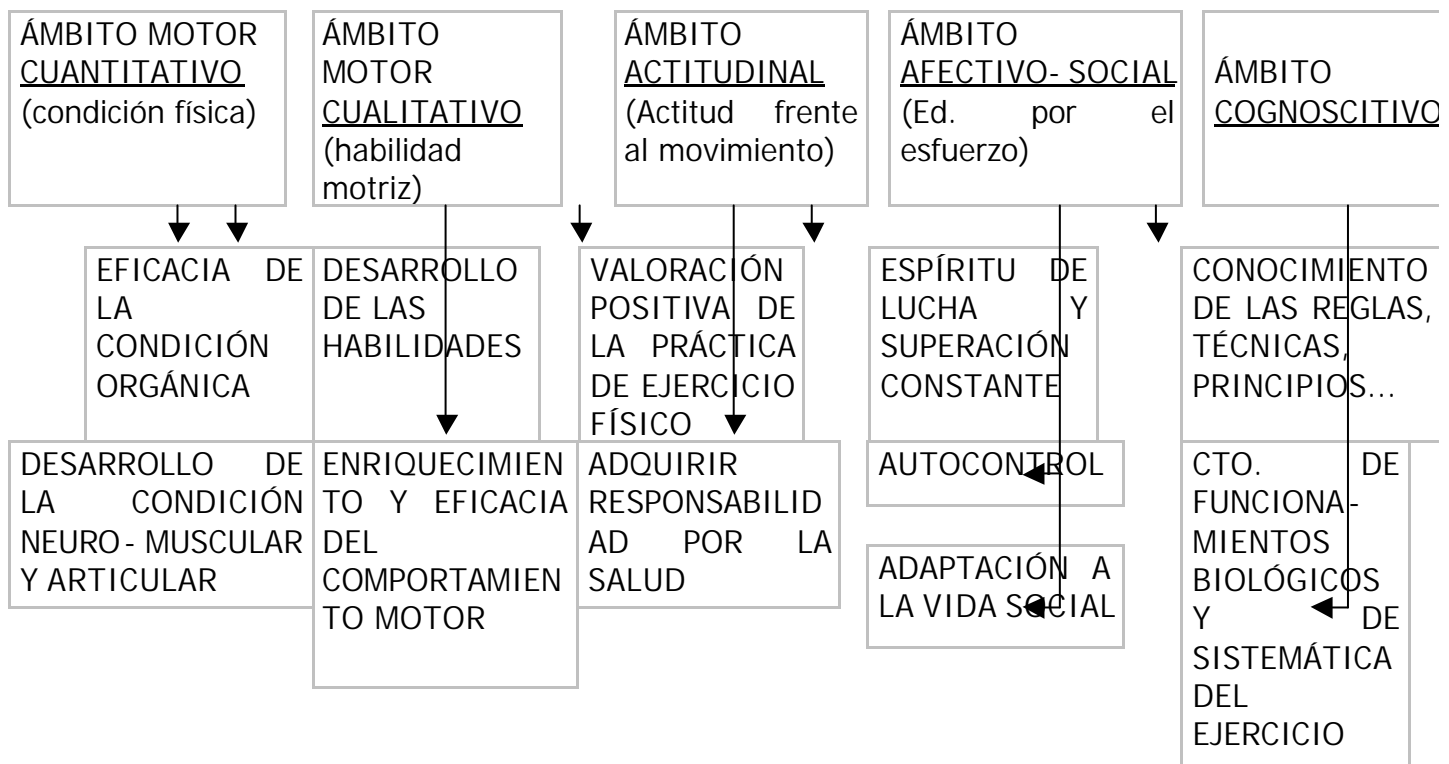 ÁMBITO MOTOR
CUANTITATIVO
(condición física)
ÁMBITO
MOTOR
CUALITATIVO
(habilidad
motriz)
ÁMBITO
ACTITUDINAL
(Actitud frente
al movimiento)
ÁMBITO
AFECTIVO- SOCIAL
(Ed. por el
esfuerzo)
ÁMBITO
COGNOSCITIVO
EFICACIA DE
LA
CONDICIÓN
ORGÁNICA
DESARROLLO
DE LAS
HABILIDADES
VALORACIÓN
POSITIVA DE
LA PRÁCTICA
DE EJERCICIO
FÍSICO
ESPÍRITU DE
LUCHA Y
SUPERACIÓN
CONSTANTE
CONOCIMIENTO
DE LAS REGLAS,
TÉCNICAS,
PRINCIPIOS...
DESARROLLO DE
LA CONDICIÓN
NEURO- MUSCULAR
Y ARTICULAR
ENRIQUECIMIEN
TO Y EFICACIA
DEL
COMPORTAMIEN
TO MOTOR
ADQUIRIR
RESPONSABILID
AD POR LA
SALUD
AUTOCONTROL
ADAPTACIÓN A
LA VIDA SOCIAL
CTO. DE
FUNCIONA-
MIENTOS
BIOLÓGICOS
Y DE
SISTEMÁTICA
DEL
EJERCICIO